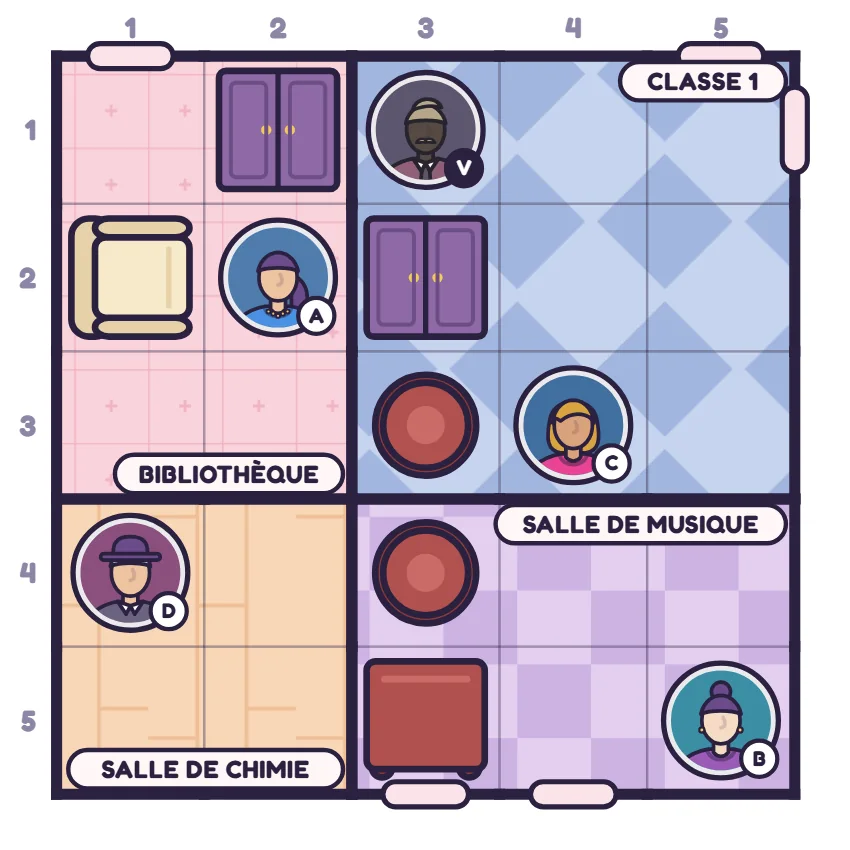 1 2 3 4 5
CLASSE 1
1
V
2
A
3
C
BIBLIOTHÈQUE
SALLE DE MUSIQUE
4
D
5
B
SALLE DE CHIMIE